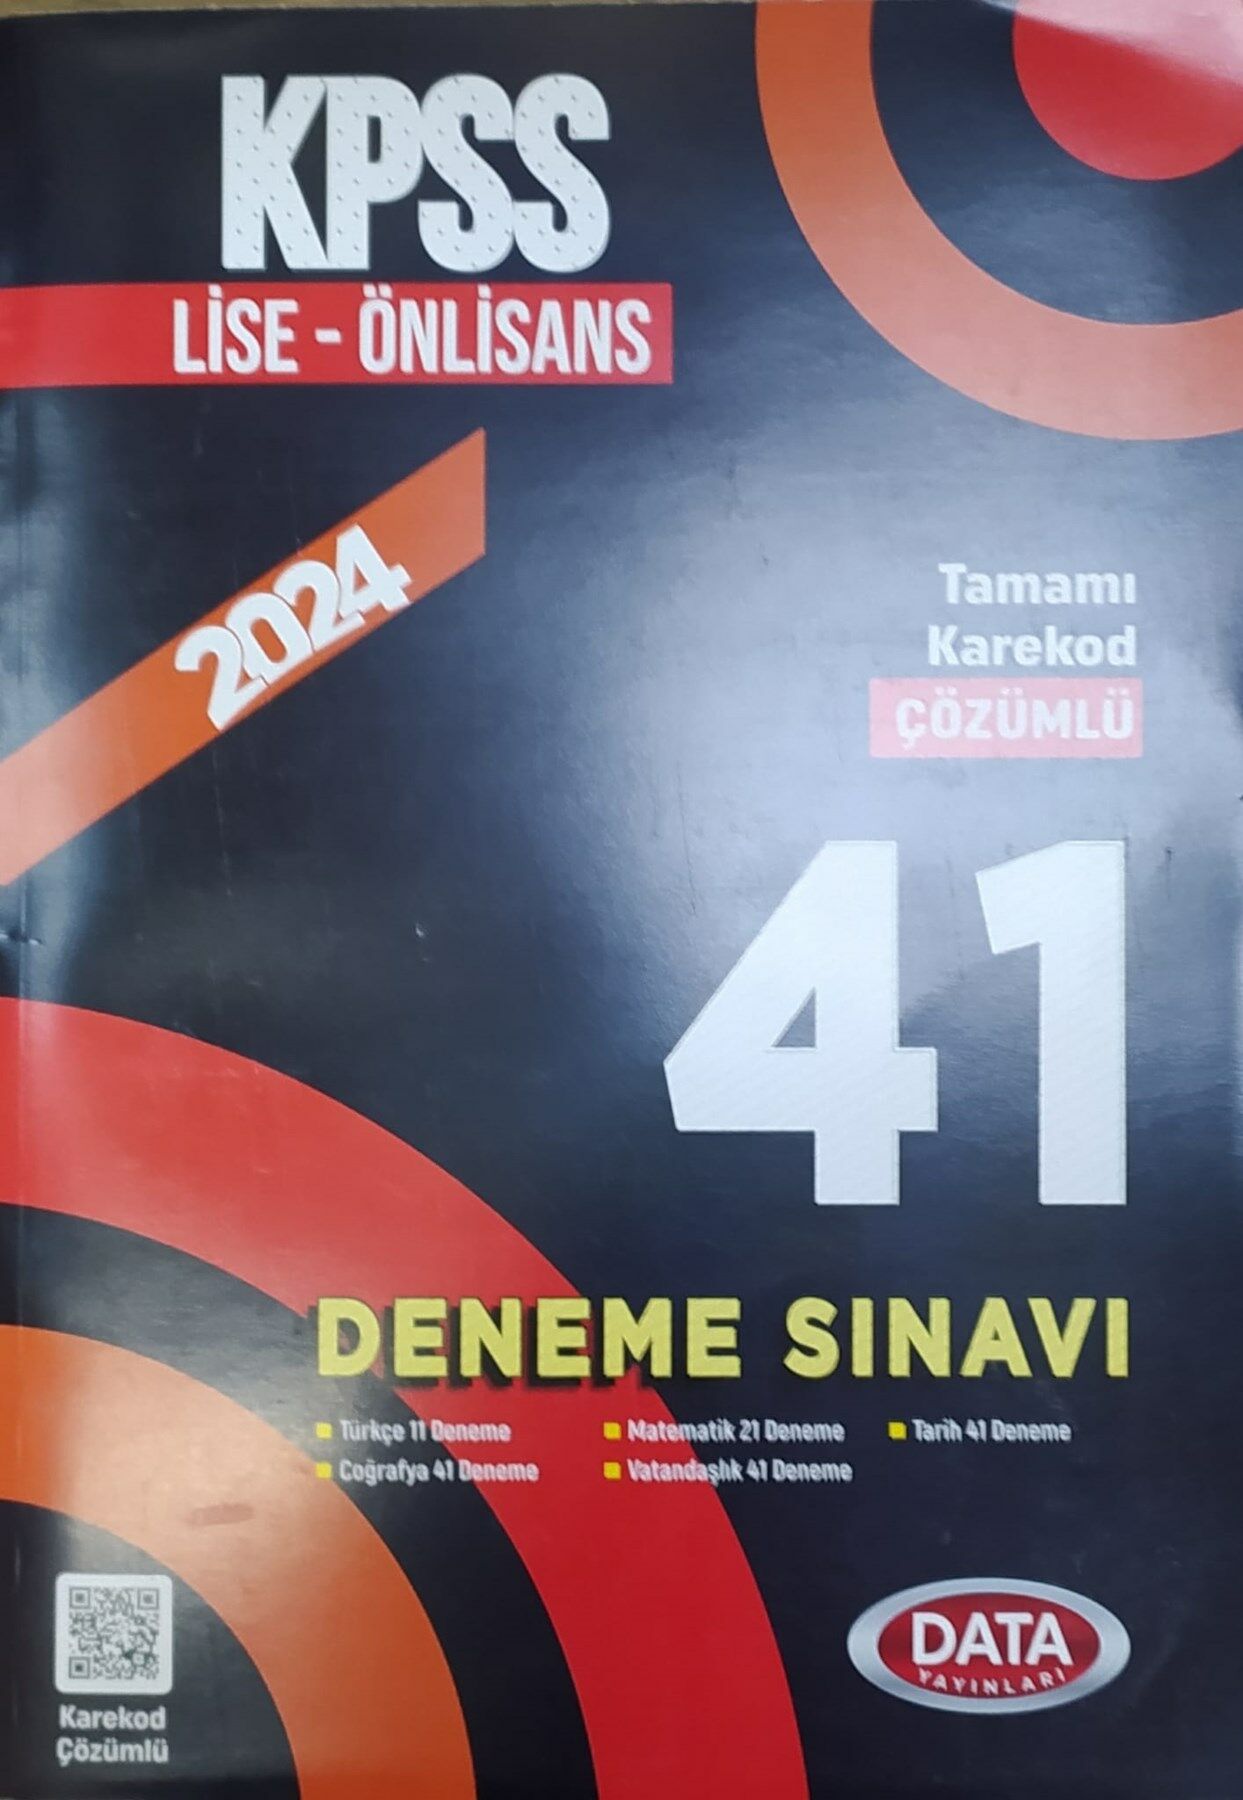 KPSS
LİSE - ÖNLİSANS
2024
Tamamı
Karekod
ÇÖZÜMLÜ
41
DENEME SINAVI
Türkçe 11 Deneme
Matematik 21 Deneme
Tarih 41 Deneme
Coğrafya 41 Deneme
Vatandaşlık 41 Deneme
DATA
YAYINLARI
Karekod
Çözümlü